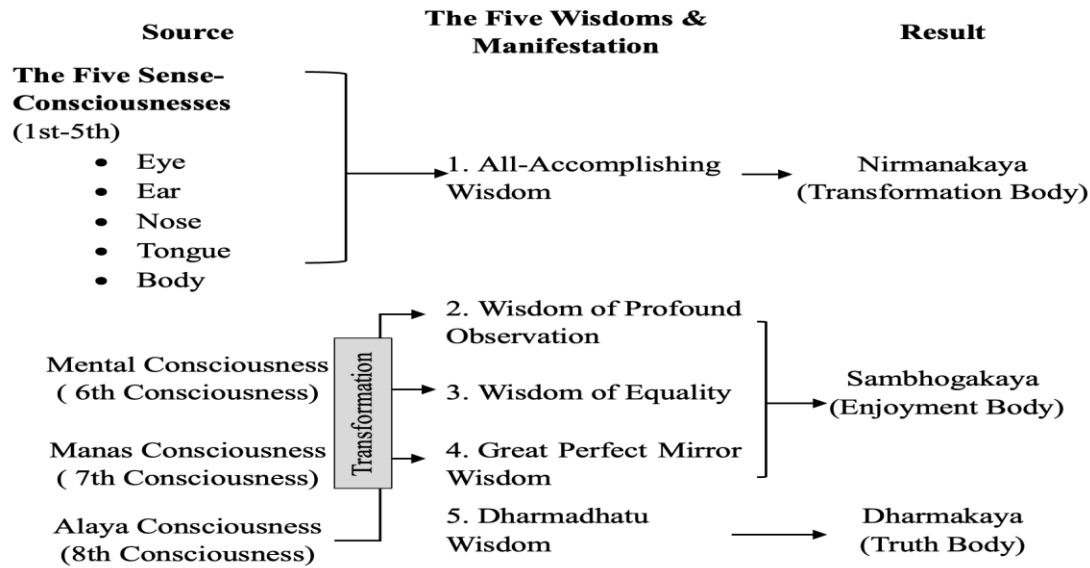 Source
The Five Wisdoms &
Manifestation
Result
The Five Sense-
Consciousnesses
(1st-5th)
• Eye
• Ear
• Nose
• Tongue
• Body
1. All-Accomplishing
Wisdom
Nirmanakaya
(Transformation Body)
Mental Consciousness
( 6th Consciousness)
Manas Consciousness
( 7th Consciousness)
Alaya Consciousness
(8th Consciousness)
Transformation
2. Wisdom of Profound
Observation
3. Wisdom of Equality
4. Great Perfect Mirror
Wisdom
5. Dharmadhatu
Wisdom
Sambhogakaya
(Enjoyment Body)
Dharmakaya
(Truth Body)